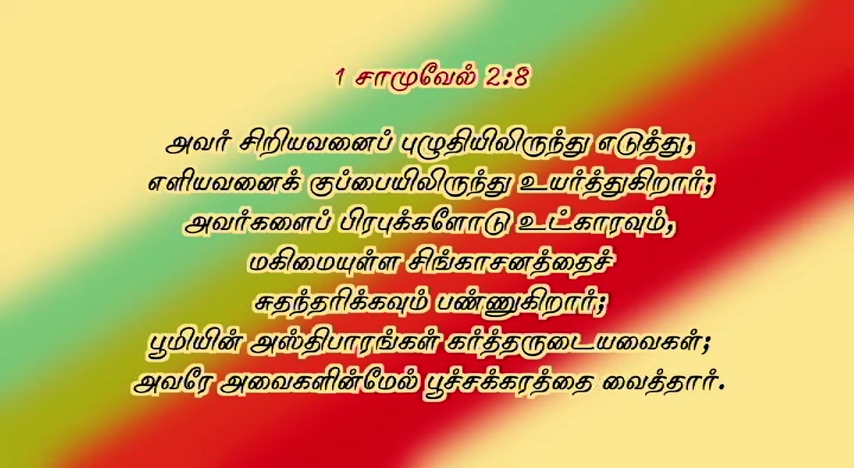 1 சாமுவேல் 2:8
அவர் சிறியவனைப் புழுதியிலிருந்து எடுத்து,
எளியவனைக் குப்பையிலிருந்து உயர்த்துகிறார்;
அவர்களைப் பிரபுக்களோடு உட்காரவும்,
மகிமையுள்ள சிங்காசனத்தைச்
சுதந்தரிக்கவும் பண்ணுகிறார்;
பூமியின் அஸ்திபாரங்கள் கர்த்தருடையவைகள்;
அவரே அவைகளின்மேல் பூச்சக்கரத்தை வைத்தார்.